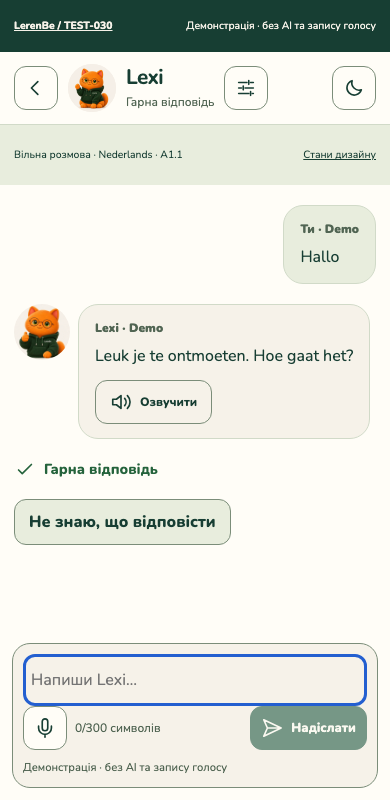 LerenBe / TEST-030
Демонстрація · без AI та запису голосу
Lexi
Гарна відповідь
Вільна розмова · Nederlands · A1.1
Стани дизайну
Ти · Demo
Hallo
Lexi · Demo
Leuk je te ontmoeten. Hoe gaat het?
Озвучити
Гарна відповідь
Не знаю, що відповісти
Напиши Lexi...
0/300 символів
Надіслати
Демонстрація · без AI та запису голосу